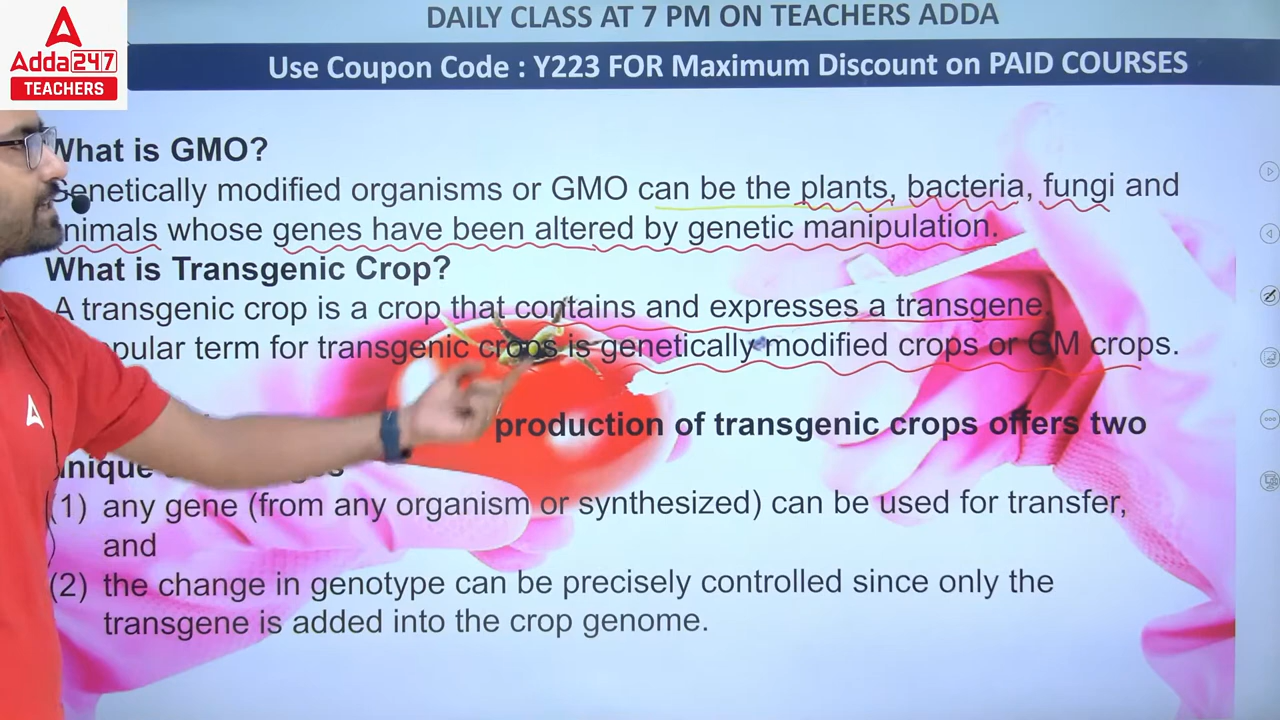 DAILY CLASS AT 7 PM ON TEACHERS ADDA
Adda247
TEACHERS
Use Coupon Code : Y223 FOR Maximum Discount on PAID COURSES
What is GMO?
Genetically modified organisms or GMO can be the plants, bacteria, fungi and
animals whose genes have been altered by genetic manipulation.
What is Transgenic Crop?
A transgenic crop is a crop that contains and expresses a transgene.
term for transgenic crops is genetically modified crops or GM crops.
production of transgenic crops offers two
unique
(1) any gene (from any organism or synthesized) can be used for transfer,
and
(2) the change in genotype can be precisely controlled since only the
transgene is added into the crop genome.